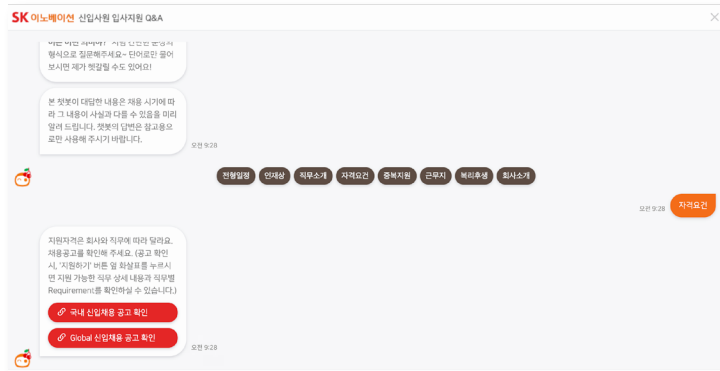 SK 이노베이션 신입사원 입사지원 Q&A
형식으로 질문해주세요~ 단어로만 물어
보시면 제가 헷갈릴 수도 있어요!
본 챗봇이 대답한 내용은 채용 시기에 따
라 그 내용이 사실과 다를 수 있음을 미리
알려 드립니다. 챗봇의 답변은 참고용으
로만 사용해 주시기 바랍니다.
오전 9:28
전형일정 인재상 직무소개 자격요건 중복지원 근무지 복리후생 회사소개
오전 9:28 자격요건
지원자격은 회사와 직무에 따라 달라요.
채용공고를 확인해 주세요. (공고 확인
시, '지원하기' 버튼 옆 화살표를 누르시
면 지원 가능한 직무 상세 내용과 직무별
Requirement를 확인하실 수 있습니다.)
국내 신입채용 공고 확인
Global 신입채용 공고 확인
오전 9:28